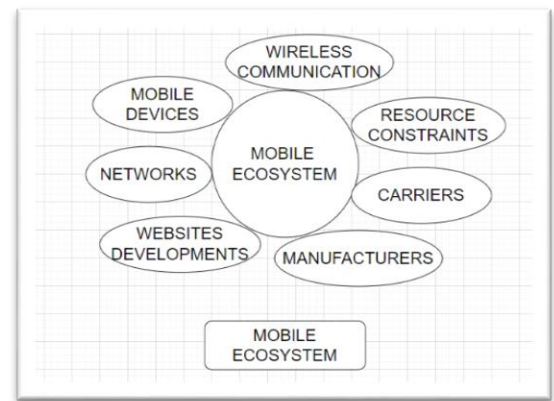 WIRELESS
COMMUNICATION
MOBILE
DEVICES
RESOURCE
CONSTRAINTS
MOBILE
ECOSYSTEM
NETWORKS
CARRIERS
WEBSITES
DEVELOPMENTS
MANUFACTURERS
MOBILE
ECOSYSTEM